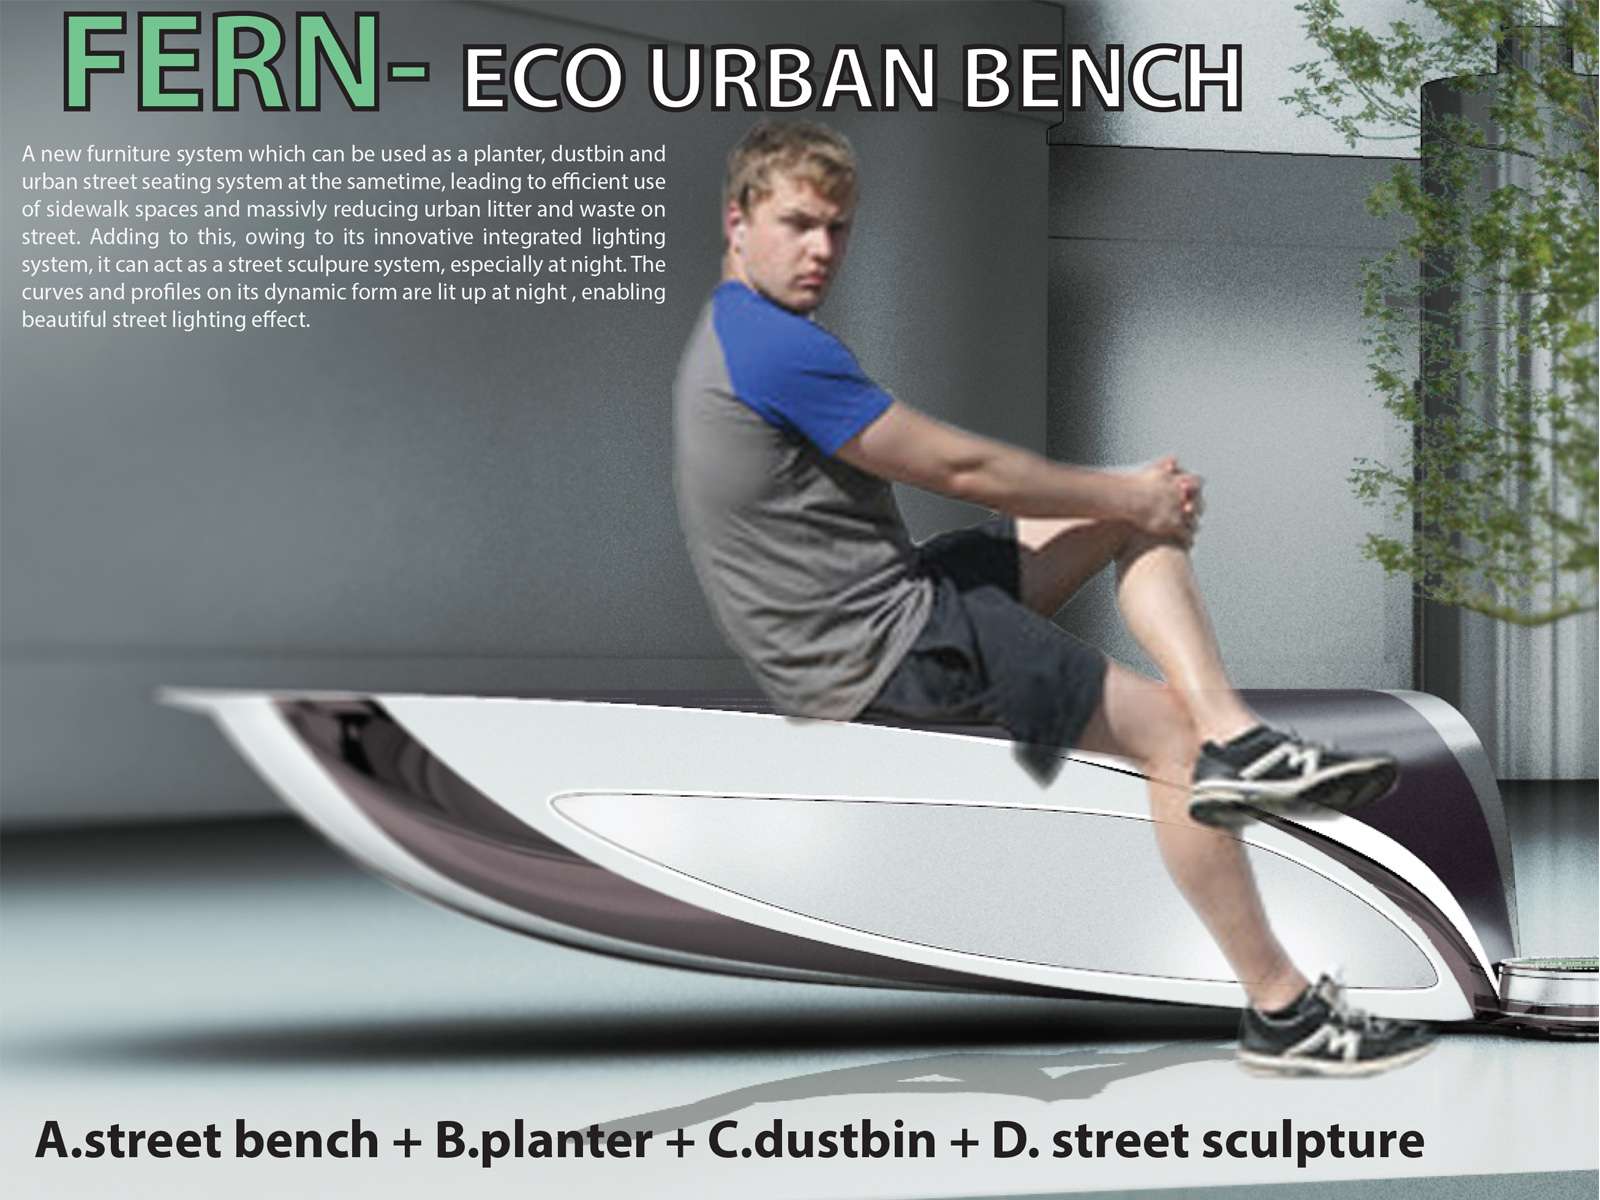 FERN- ECO URBAN BENCH
A new furniture system which can be used as a planter, dustbin and
urban street seating system at the sametime, leading to efficient use
of sidewalk spaces and massivly reducing urban litter and waste on
street. Adding to this, owing to its innovative integrated lighting
system, it can act as a street sculpure system, especially at night. The
curves and profiles on its dynamic form are lit up at night , enabling
beautiful street lighting effect.
A.street bench + B.planter + C.dustbin + D. street sculpture